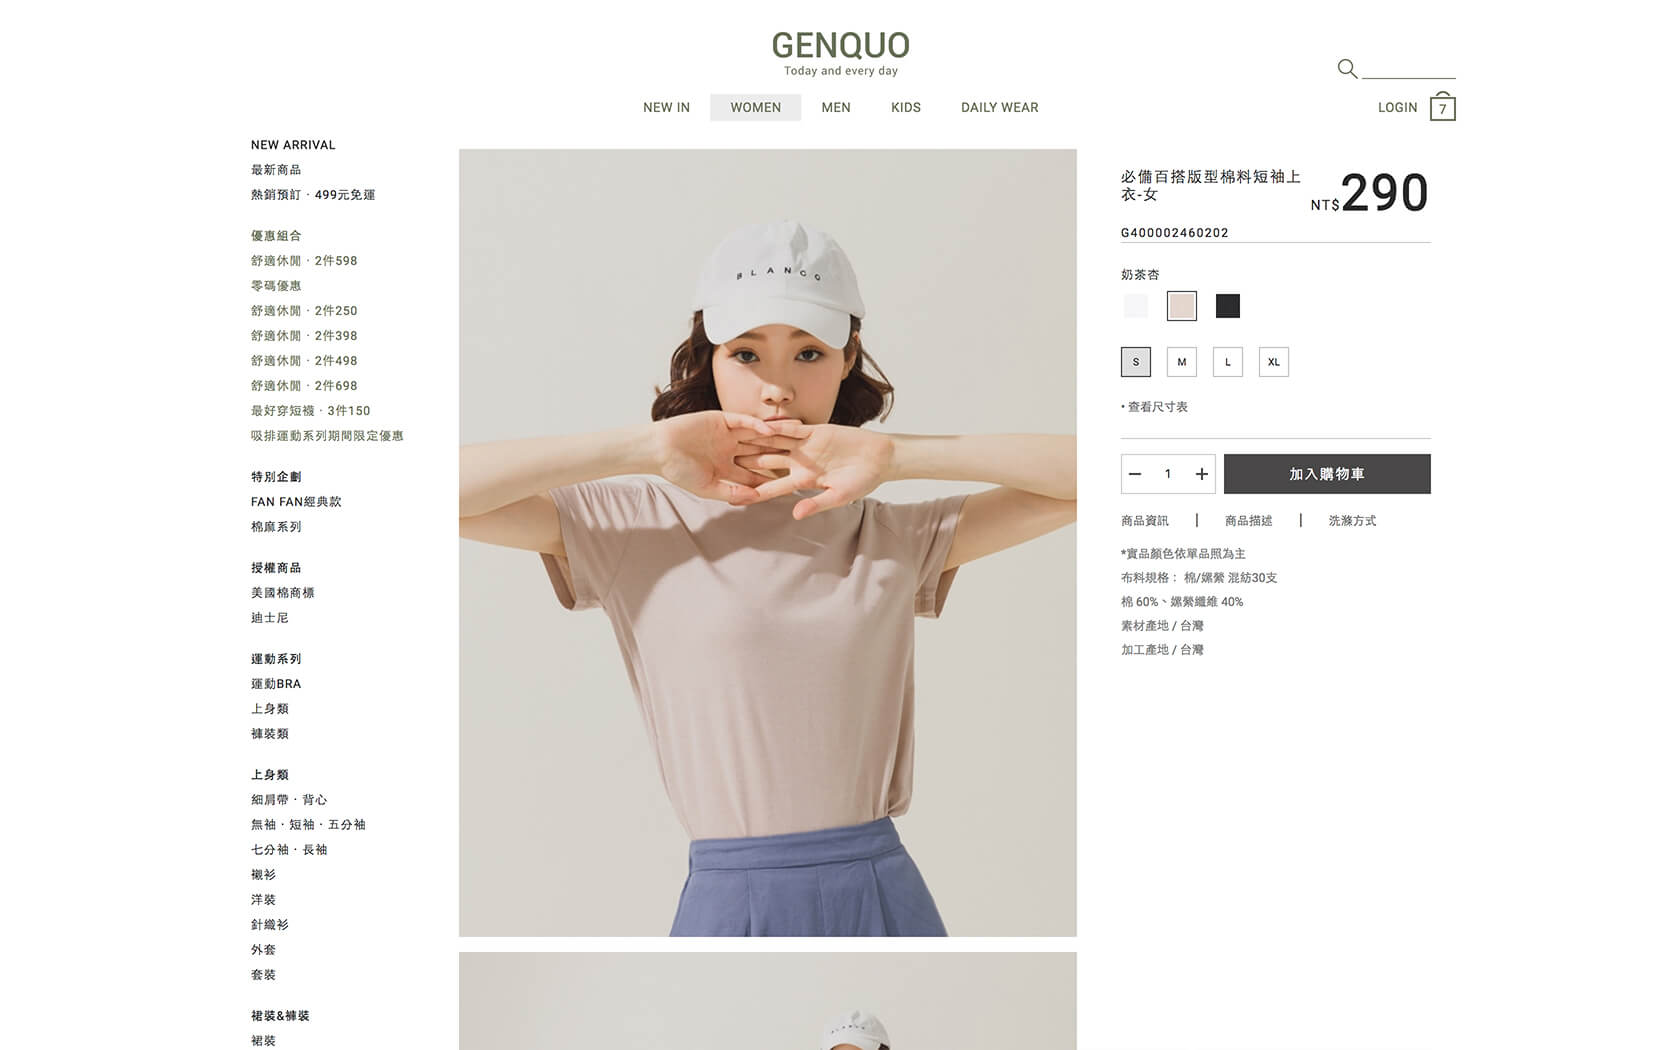 GENQUO
Today and every day
NEW IN
WOMEN
MEN
KIDS
DAILY WEAR
LOGIN
7
NEW ARRIVAL
最新商品
熱銷預訂・499元免運
優惠組合
舒適休閒・2件598
零碼優惠
舒適休閒・2件250
舒適休閒・2件398
舒適休閒・2件498
舒適休閒・2件698
最好穿短襪・3件150
吸排運動系列期間限定優惠
特別企劃
FAN FAN經典款
棉麻系列
授權商品
美國棉商標
迪士尼
運動系列
運動BRA
上身類
褲裝類
上身類
細肩帶・背心
無袖・短袖・五分袖
七分袖・長袖
襯衫
洋裝
針織衫
外套
套裝
裙裝&褲裝
裙裝
BLANCO
BLANCO
必備百搭版型棉料短袖上
衣-女
NT$290
G400002460202
奶茶杏
S
M
L
XL
• 查看尺寸表
− 1 +
加入購物車
商品資訊 | 商品描述 | 洗滌方式
*實品顏色依單品照為主
布料規格： 棉/嫘縈 混紡30支
棉 60%、嫘縈纖維 40%
素材產地 / 台灣
加工產地 / 台灣